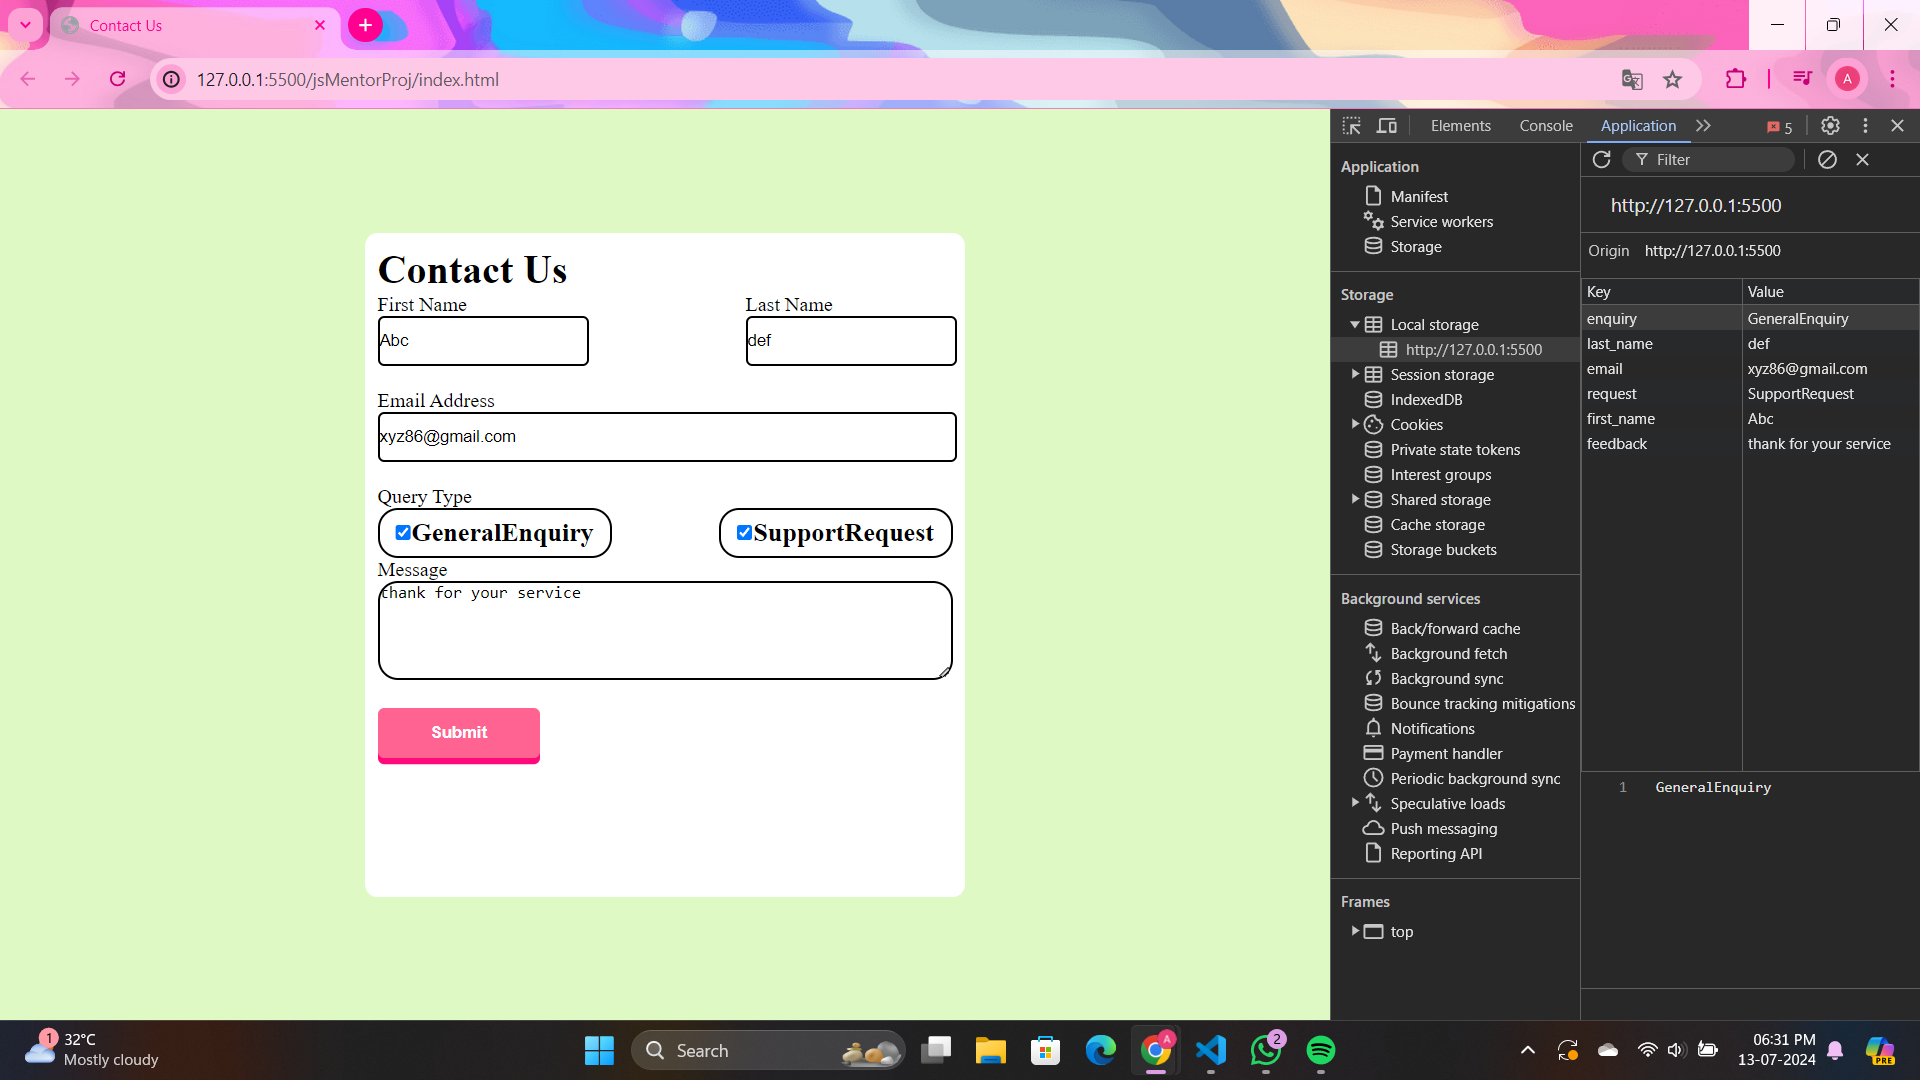 Contact Us
127.0.0.1:5500/jsMentorProj/index.html
A
Contact Us
First Name
Last Name
Abc
def
Email Address
xyz86@gmail.com
Query Type
GeneralEnquiry
SupportRequest
Message
thank for your service
Submit
Elements
Console
Application
5
Application
Manifest
Service workers
Storage
Storage
Local storage
http://127.0.0.1:5500
Session storage
IndexedDB
Cookies
Private state tokens
Interest groups
Shared storage
Cache storage
Storage buckets
Background services
Back/forward cache
Background fetch
Background sync
Bounce tracking mitigations
Notifications
Payment handler
Periodic background sync
Speculative loads
Push messaging
Reporting API
Frames
top
Filter
http://127.0.0.1:5500
Origin http://127.0.0.1:5500
Key Value
enquiry GeneralEnquiry
last_name def
email xyz86@gmail.com
request SupportRequest
first_name Abc
feedback thank for your service
1 GeneralEnquiry
1
32°C
Mostly cloudy
Search
A
2
06:31 PM
13-07-2024
PRE